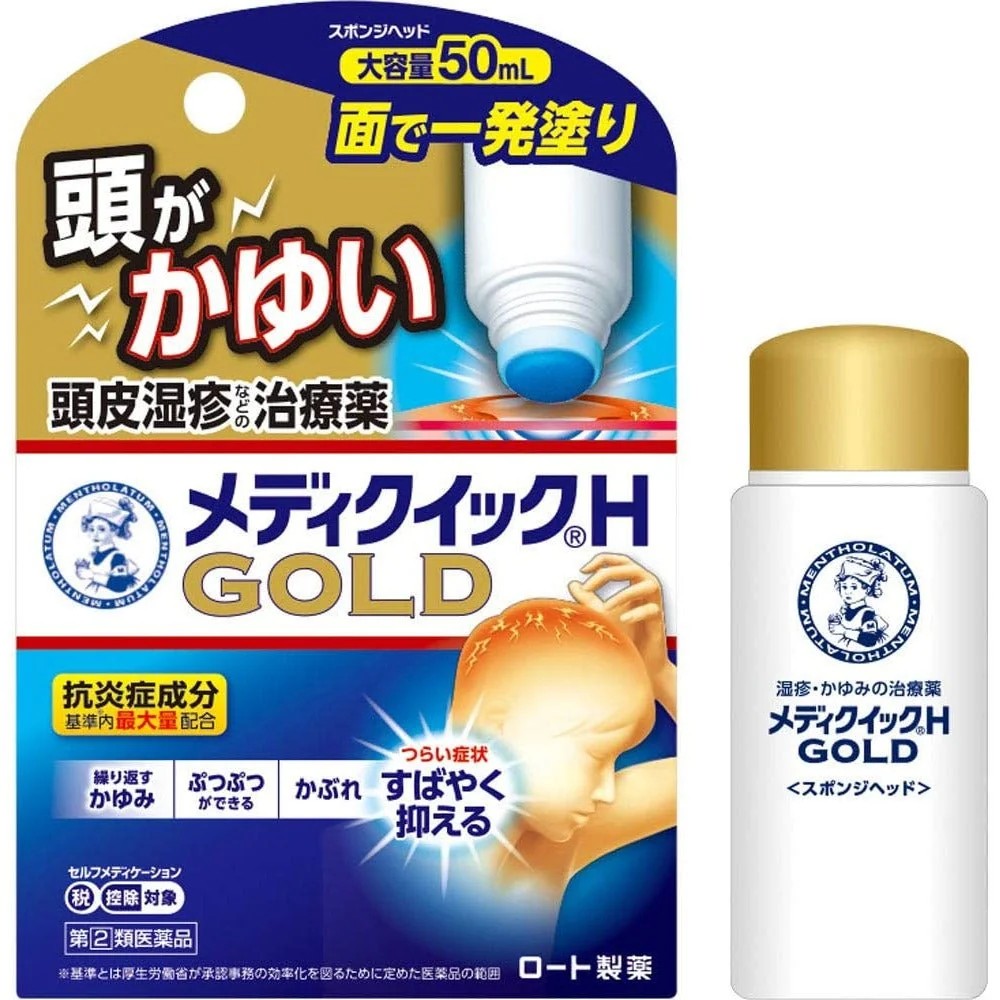 スポンジヘッド
大容量50mL
面で一発塗り
頭が
かゆい
頭皮湿疹などの治療薬
MENTHOLATUM・MENTHOLATUM・MENTHOLATUM・
メディクイック®H
GOLD
抗炎症成分
基準※内最大量配合
繰り返す
かゆみ
ぷつぷつ
ができる
かぶれ
つらい症状
すばやく
抑える
セルフメディケーション
税 控除 対象
第②類医薬品
※基準とは厚生労働省が承認事務の効率化を図るために定めた医薬品の範囲
ロート製薬
MENTHOLATUM・MENTHOLATUM・MENTHOLATUM・
湿疹・かゆみの治療薬
メディクイック®H
GOLD
<スポンジヘッド>